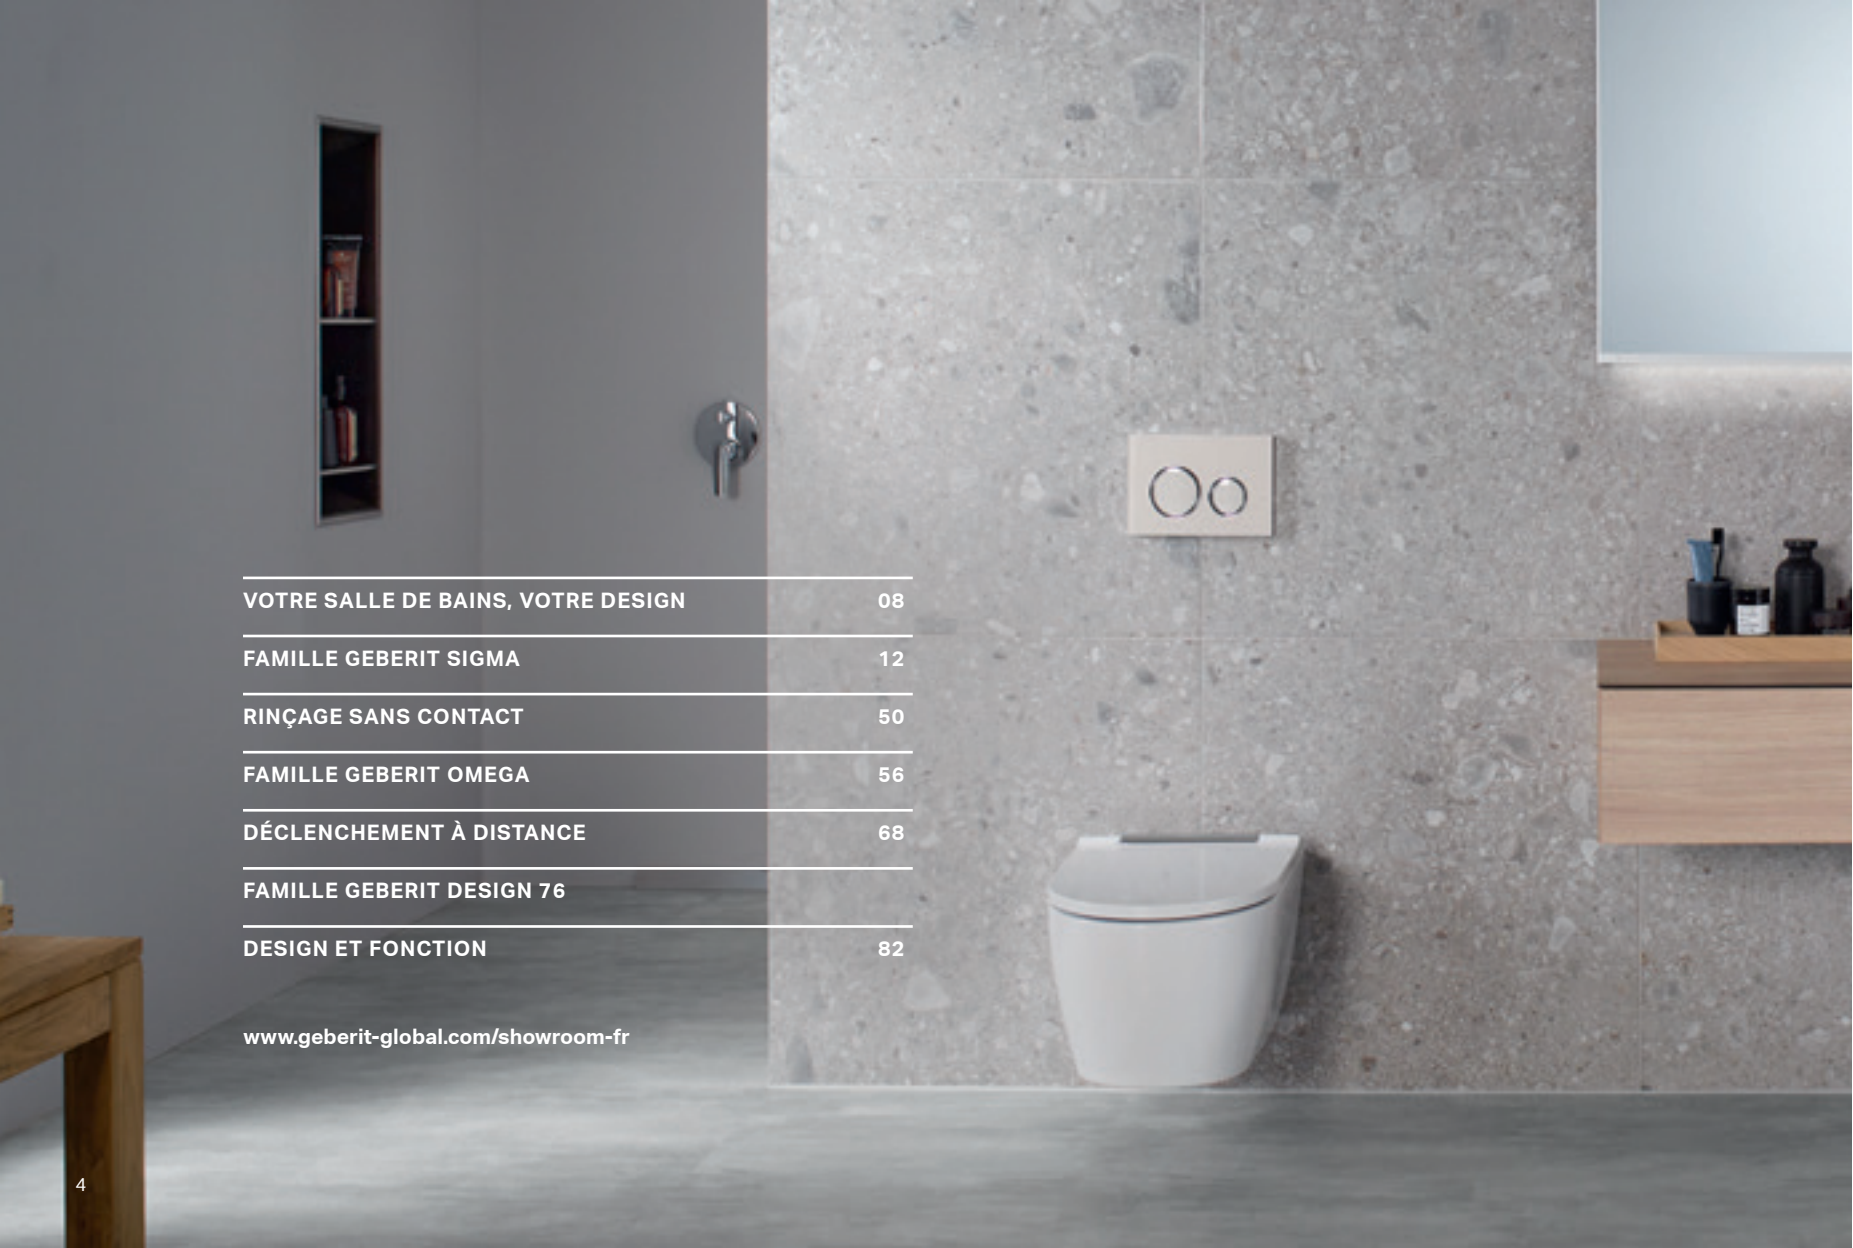 VOTRE SALLE DE BAINS, VOTRE DESIGN 08
FAMILLE GEBERIT SIGMA 12
RINÇAGE SANS CONTACT 50
FAMILLE GEBERIT OMEGA 56
DÉCLENCHEMENT À DISTANCE 68
FAMILLE GEBERIT DESIGN 76
DESIGN ET FONCTION 82
www.geberit-global.com/showroom-fr
4